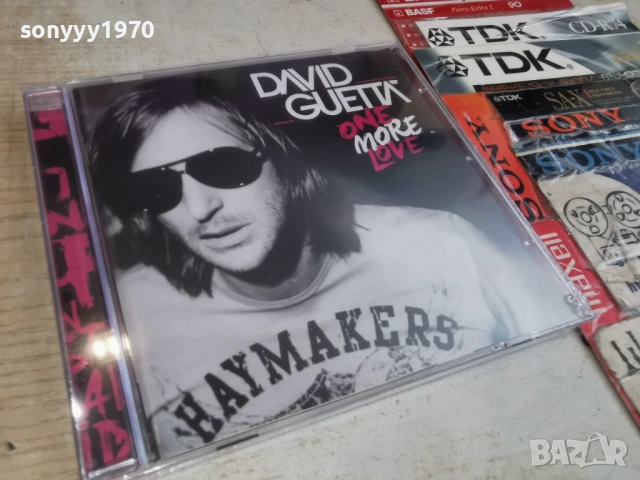 sonyyy1970
DAVID
GUETTA
ONE
MORE
LOVE
HAYMAKERS
BASF
Ferro Extra I
90
TDK
CD-R/A
TDK
TDK
SA-X
SONY
SONY
SONY
maxell
BAZAR